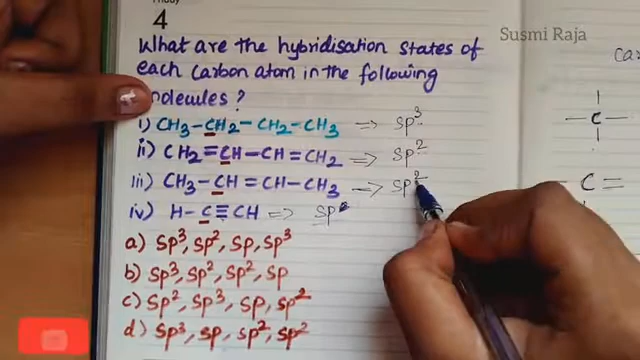 Friday
Susmi Raja
4
What are the hybridisation states of
each carbon atom in the following
molecules ?
i) CH3-CH2-CH2-CH3 => sp³
ii) CH2=CH-CH=CH2 => sp²
iii) CH3-CH=CH-CH3 => sp²
iv) H-C≡CH => sp
a) sp³, sp², sp, sp³
b) sp³, sp², sp², sp
c) sp², sp³, sp, sp²
d) sp³, sp, sp², sp²
-C-
C=